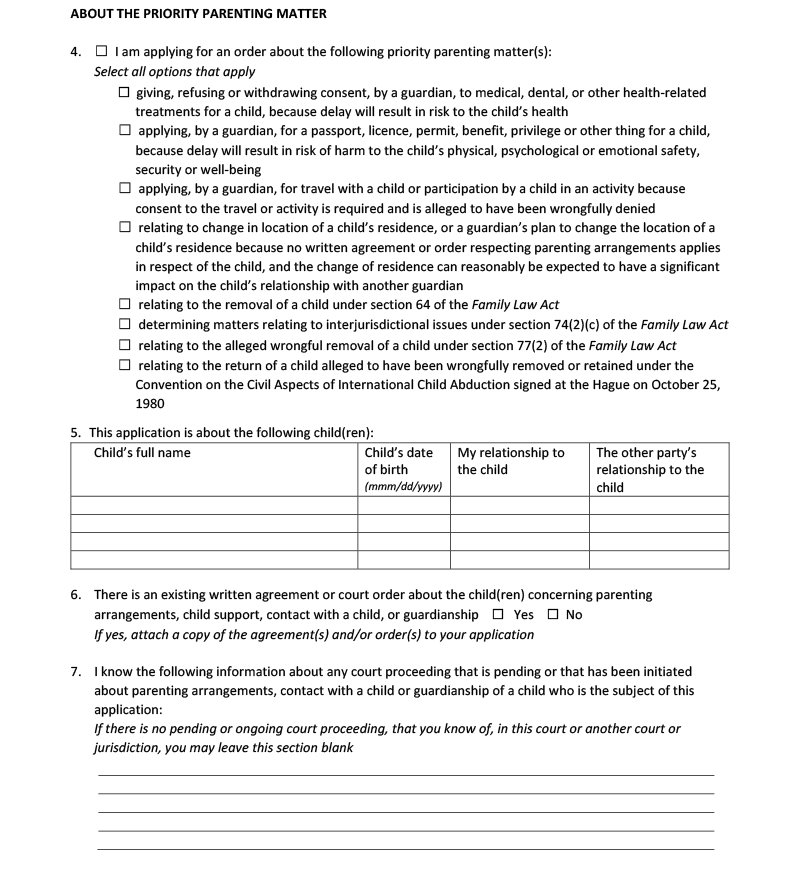 ABOUT THE PRIORITY PARENTING MATTER
4. ☐ I am applying for an order about the following priority parenting matter(s):
Select all options that apply
☐ giving, refusing or withdrawing consent, by a guardian, to medical, dental, or other health-related
treatments for a child, because delay will result in risk to the child’s health
☐ applying, by a guardian, for a passport, licence, permit, benefit, privilege or other thing for a child,
because delay will result in risk of harm to the child’s physical, psychological or emotional safety,
security or well-being
☐ applying, by a guardian, for travel with a child or participation by a child in an activity because
consent to the travel or activity is required and is alleged to have been wrongfully denied
☐ relating to change in location of a child’s residence, or a guardian’s plan to change the location of a
child’s residence because no written agreement or order respecting parenting arrangements applies
in respect of the child, and the change of residence can reasonably be expected to have a significant
impact on the child’s relationship with another guardian
☐ relating to the removal of a child under section 64 of the Family Law Act
☐ determining matters relating to interjurisdictional issues under section 74(2)(c) of the Family Law Act
☐ relating to the alleged wrongful removal of a child under section 77(2) of the Family Law Act
☐ relating to the return of a child alleged to have been wrongfully removed or retained under the
Convention on the Civil Aspects of International Child Abduction signed at the Hague on October 25,
1980
5. This application is about the following child(ren):
Child’s full name
Child’s date
of birth
(mmm/dd/yyyy)
My relationship to
the child
The other party’s
relationship to the
child
6. There is an existing written agreement or court order about the child(ren) concerning parenting
arrangements, child support, contact with a child, or guardianship ☐ Yes ☐ No
If yes, attach a copy of the agreement(s) and/or order(s) to your application
7. I know the following information about any court proceeding that is pending or that has been initiated
about parenting arrangements, contact with a child or guardianship of a child who is the subject of this
application:
If there is no pending or ongoing court proceeding, that you know of, in this court or another court or
jurisdiction, you may leave this section blank